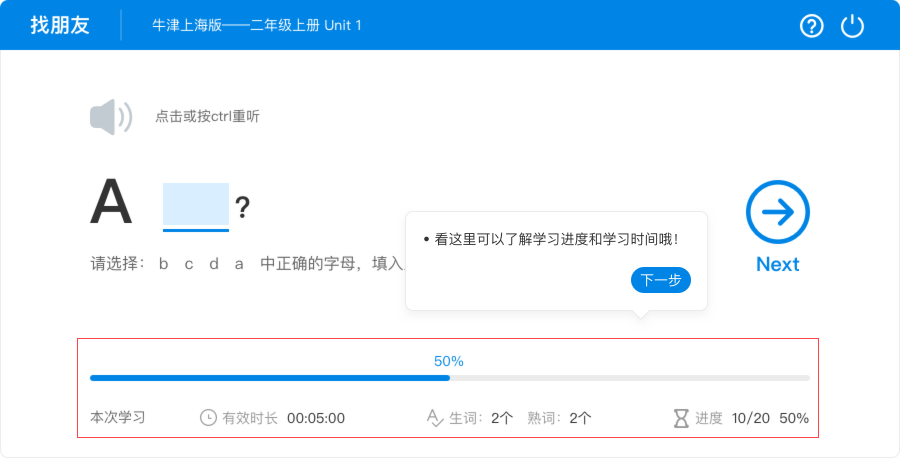 找朋友
牛津上海版——二年级上册 Unit 1
点击或按ctrl重听
A ?
请选择： b c d a 中正确的字母，填入
• 看这里可以了解学习进度和学习时间哦！
下一步
Next
50%
本次学习 有效时长 00:05:00 生词：2个 熟词：2个 进度 10/20 50%